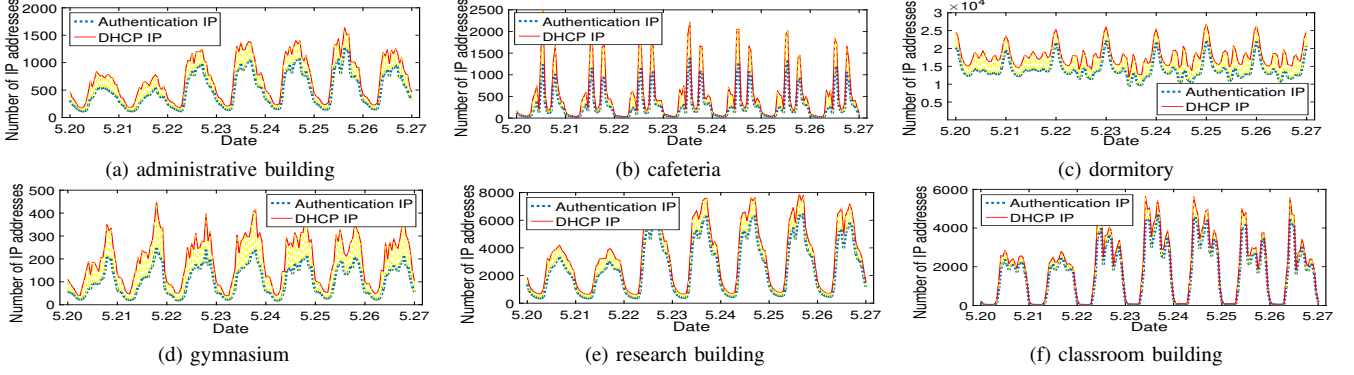 Number of IP addresses
2000
1500
1000
500
0
Authentication IP
DHCP IP
5.20 5.21 5.22 5.23 5.24 5.25 5.26 5.27
Date
(a) administrative building
Number of IP addresses
2500
2000
1500
1000
500
0
Authentication IP
DHCP IP
5.20 5.21 5.22 5.23 5.24 5.25 5.26 5.27
Date
(b) cafeteria
Number of IP addresses
×10⁴
3
2.5
2
1.5
1
0.5
Authentication IP
DHCP IP
5.20 5.21 5.22 5.23 5.24 5.25 5.26 5.27
Date
(c) dormitory
Number of IP addresses
500
400
300
200
100
0
Authentication IP
DHCP IP
5.20 5.21 5.22 5.23 5.24 5.25 5.26 5.27
Date
(d) gymnasium
Number of IP addresses
8000
6000
4000
2000
0
Authentication IP
DHCP IP
5.20 5.21 5.22 5.23 5.24 5.25 5.26 5.27
Date
(e) research building
Number of IP addresses
6000
4000
2000
0
Authentication IP
DHCP IP
5.20 5.21 5.22 5.23 5.24 5.25 5.26 5.27
Date
(f) classroom building